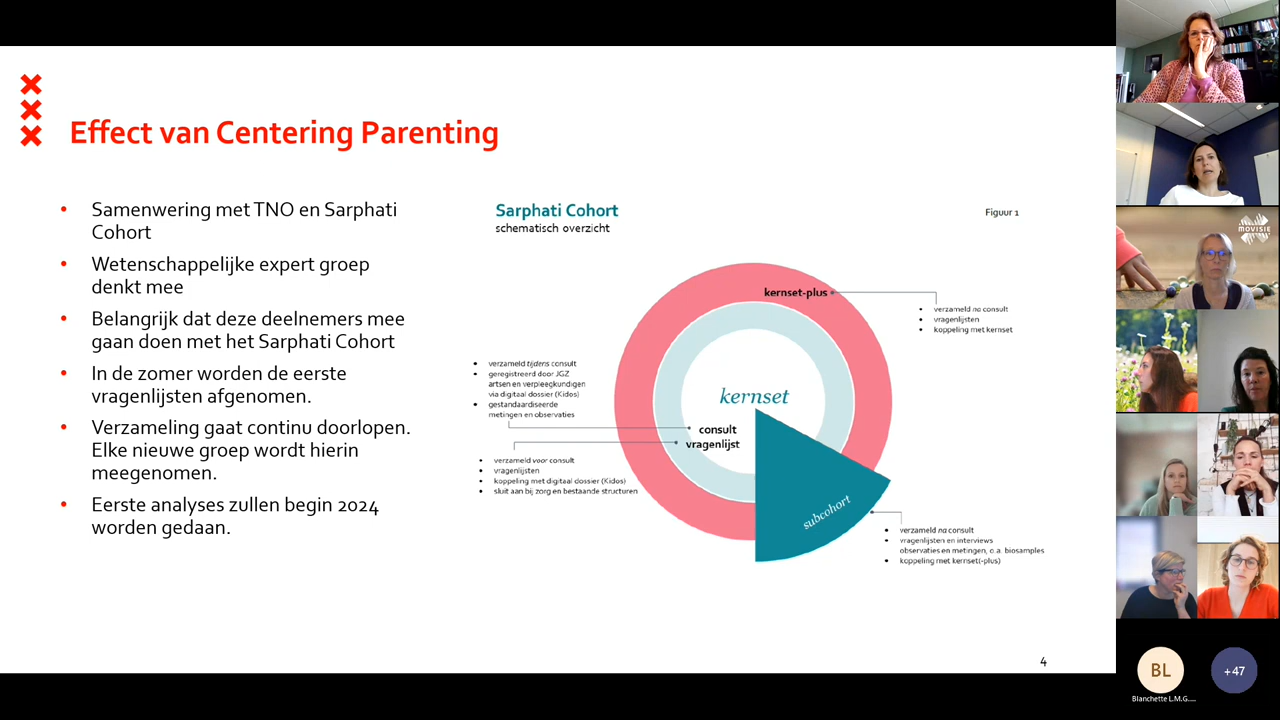 Effect van Centering Parenting
• Samenwering met TNO en Sarphati
Cohort
• Wetenschappelijke expert groep
denkt mee
• Belangrijk dat deze deelnemers mee
gaan doen met het Sarphati Cohort
• In de zomer worden de eerste
vragenlijsten afgenomen.
• Verzameling gaat continu doorlopen.
Elke nieuwe groep wordt hierin
meegenomen.
• Eerste analyses zullen begin 2024
worden gedaan.
Sarphati Cohort
schematisch overzicht
Figuur 1
kernset-plus
• verzameld na consult
• vragenlijsten
• koppeling met kernset
• verzameld tijdens consult
• geregistreerd door JGZ
artsen en verpleegkundigen
via digitaal dossier (Kidos)
• gestandaardiseerde
metingen en observaties
kernset
consult
vragenlijst
• verzameld voor consult
• vragenlijsten
• koppeling met digitaal dossier (Kidos)
• sluit aan bij zorg en bestaande structuren
subcohort
• verzameld na consult
• vragenlijsten en interviews
observaties en metingen, o.a. biosamples
• koppeling met kernset(-plus)
4
MOVISIE
BL
+47
Blanchette L.M.G....